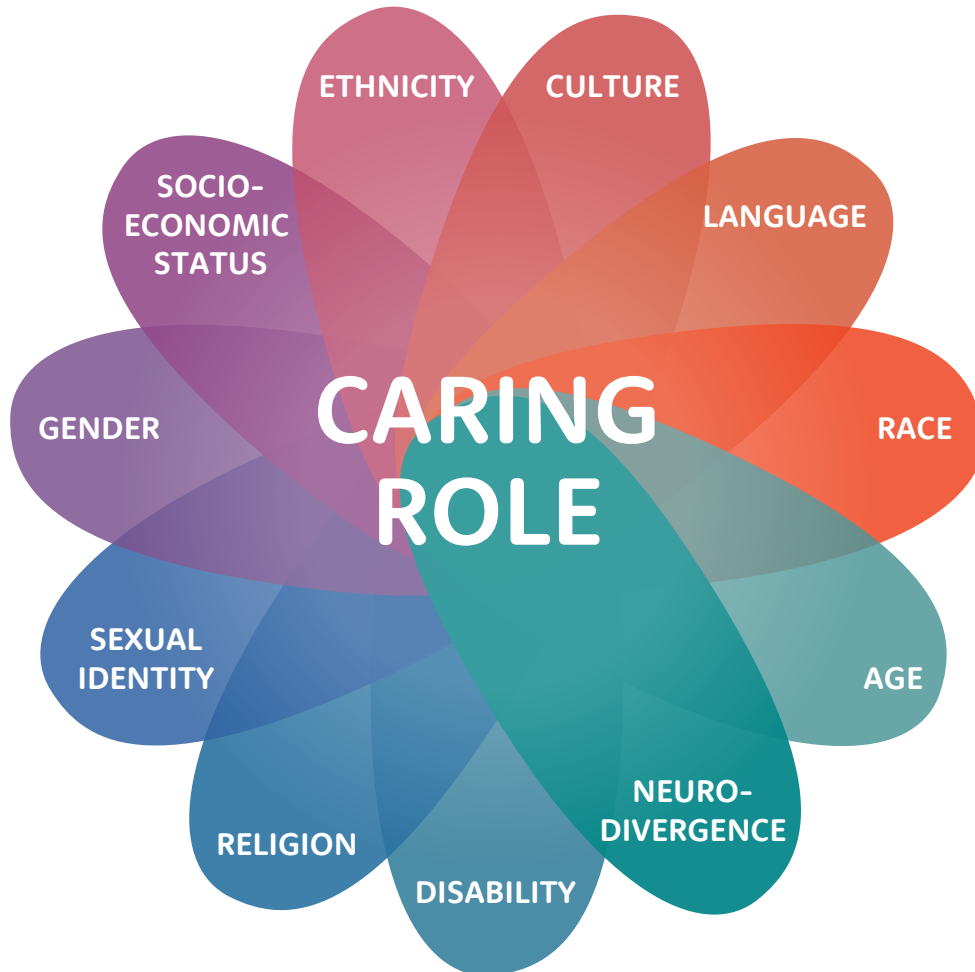 ETHNICITY
CULTURE
SOCIO-
ECONOMIC
STATUS
LANGUAGE
GENDER
CARING
ROLE
RACE
SEXUAL
IDENTITY
AGE
RELIGION
DISABILITY
NEURO-
DIVERGENCE